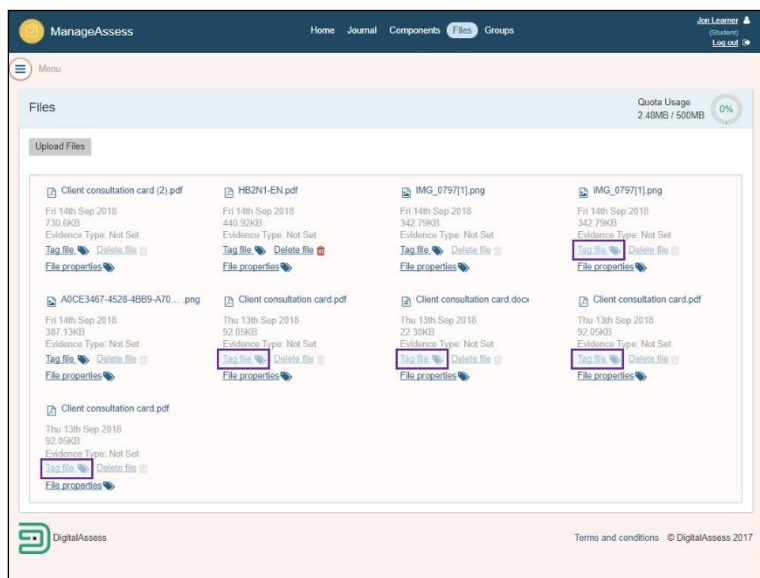 ManageAssess
Home Journal Components Files Groups
Jon Learner
(Student)
Log out
Menu
Files
Quota Usage
2.48MB / 500MB
0%
Upload Files
Client consultation card (2).pdf
Fri 14th Sep 2018
730.6KB
Evidence Type: Not Set
Tag file Delete file
File properties
HB2N1-EN.pdf
Fri 14th Sep 2018
440.92KB
Evidence Type: Not Set
Tag file Delete file
File properties
IMG_0797[1].png
Fri 14th Sep 2018
342.79KB
Evidence Type: Not Set
Tag file Delete file
File properties
IMG_0797[1].png
Fri 14th Sep 2018
342.79KB
Evidence Type: Not Set
Tag file Delete file
File properties
A0CE3467-4528-4BB9-A70... .png
Fri 14th Sep 2018
387.13KB
Evidence Type: Not Set
Tag file Delete file
File properties
Client consultation card.pdf
Thu 13th Sep 2018
92.05KB
Evidence Type: Not Set
Tag file Delete file
File properties
Client consultation card.docx
Thu 13th Sep 2018
22.38KB
Evidence Type: Not Set
Tag file Delete file
File properties
Client consultation card.pdf
Thu 13th Sep 2018
92.05KB
Evidence Type: Not Set
Tag file Delete file
File properties
Client consultation card.pdf
Thu 13th Sep 2018
92.05KB
Evidence Type: Not Set
Tag file Delete file
File properties
DigitalAssess
Terms and conditions © DigitalAssess 2017